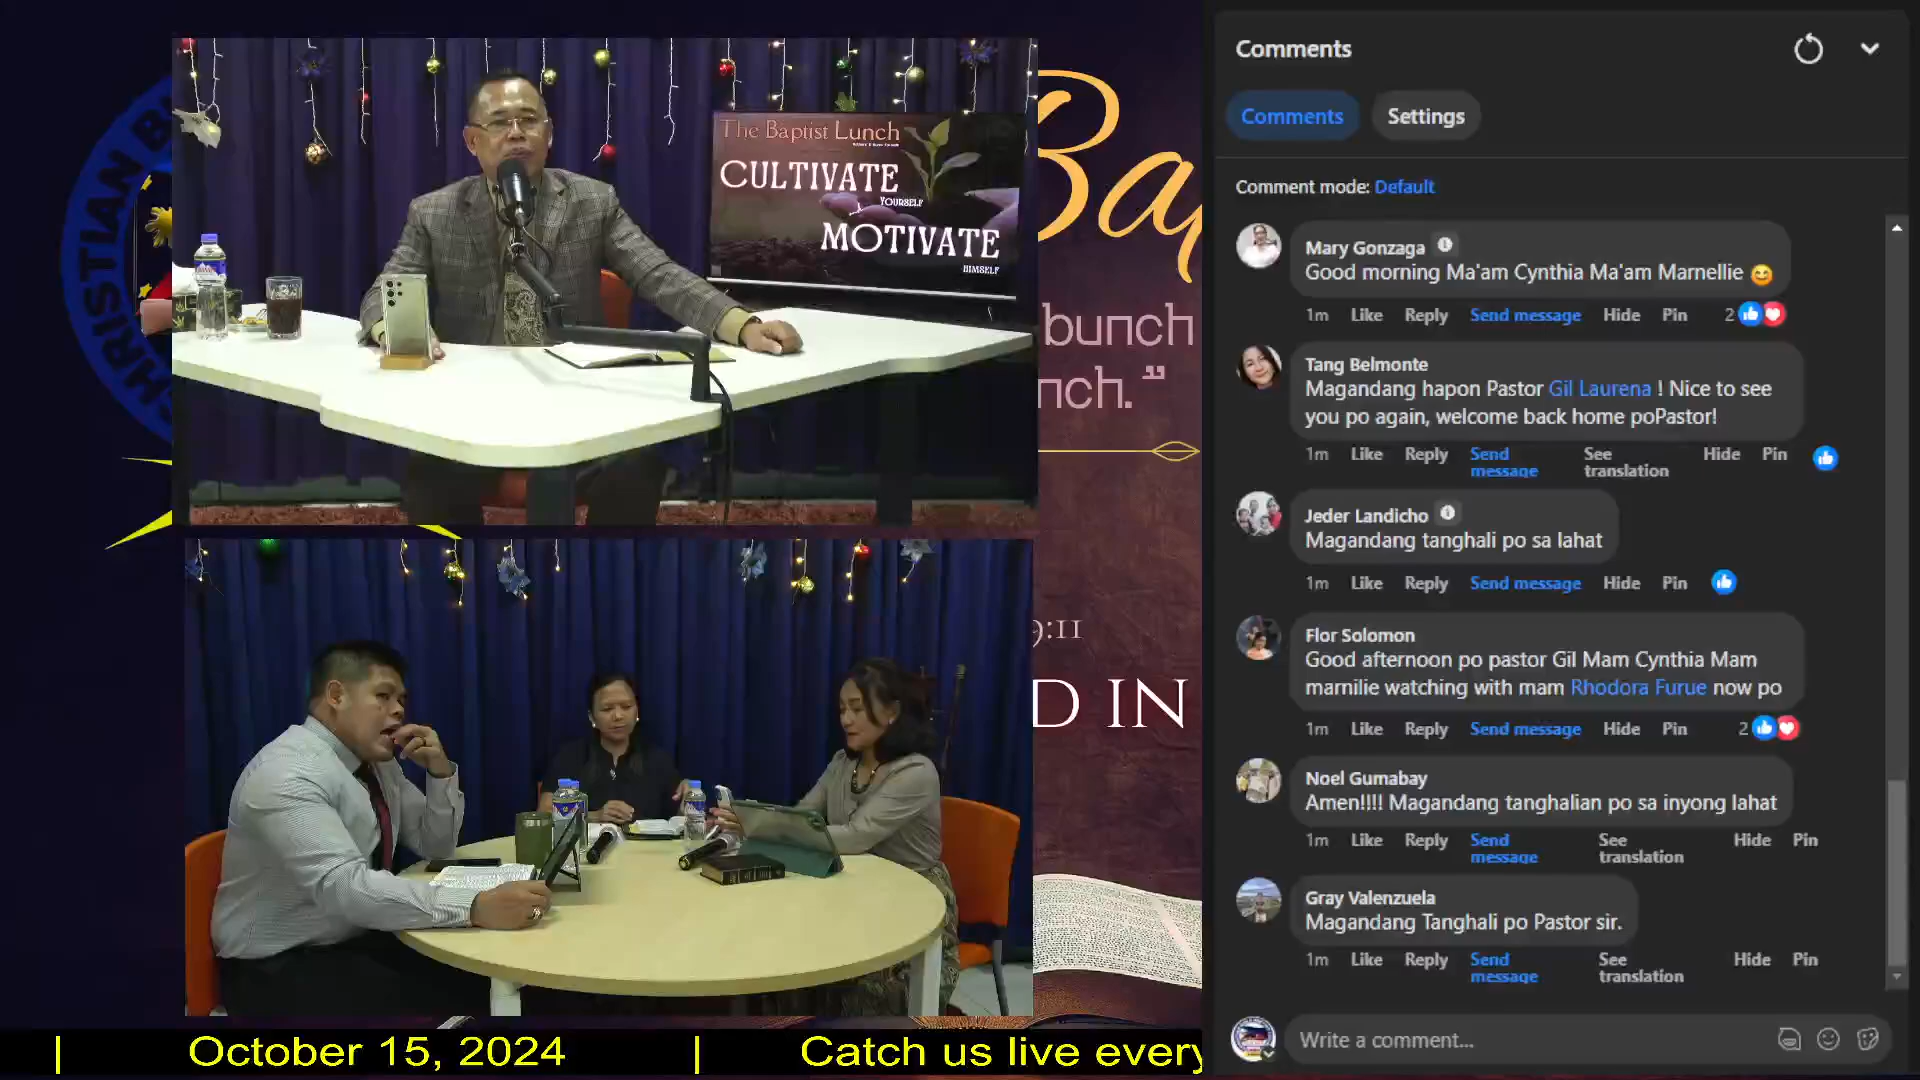 The Baptist Lunch
CULTIVATE
YOURSELF
MOTIVATE
HIMSELF
Ba
bunch
nch.”
9:11
D IN
October 15, 2024 | Catch us live every
Comments
Comments Settings
Comment mode: Default
Mary Gonzaga
Good morning Ma'am Cynthia Ma'am Marnellie 😊
1m Like Reply Send message Hide Pin 2
Tang Belmonte
Magandang hapon Pastor Gil Laurena ! Nice to see
you po again, welcome back home poPastor!
1m Like Reply Send message See translation Hide Pin
Jeder Landicho
Magandang tanghali po sa lahat
1m Like Reply Send message Hide Pin
Flor Solomon
Good afternoon po pastor Gil Mam Cynthia Mam
marnilie watching with mam Rhodora Furue now po
1m Like Reply Send message Hide Pin 2
Noel Gumabay
Amen!!!! Magandang tanghalian po sa inyong lahat
1m Like Reply Send message See translation Hide Pin
Gray Valenzuela
Magandang Tanghali po Pastor sir.
1m Like Reply Send message See translation Hide Pin
Write a comment...